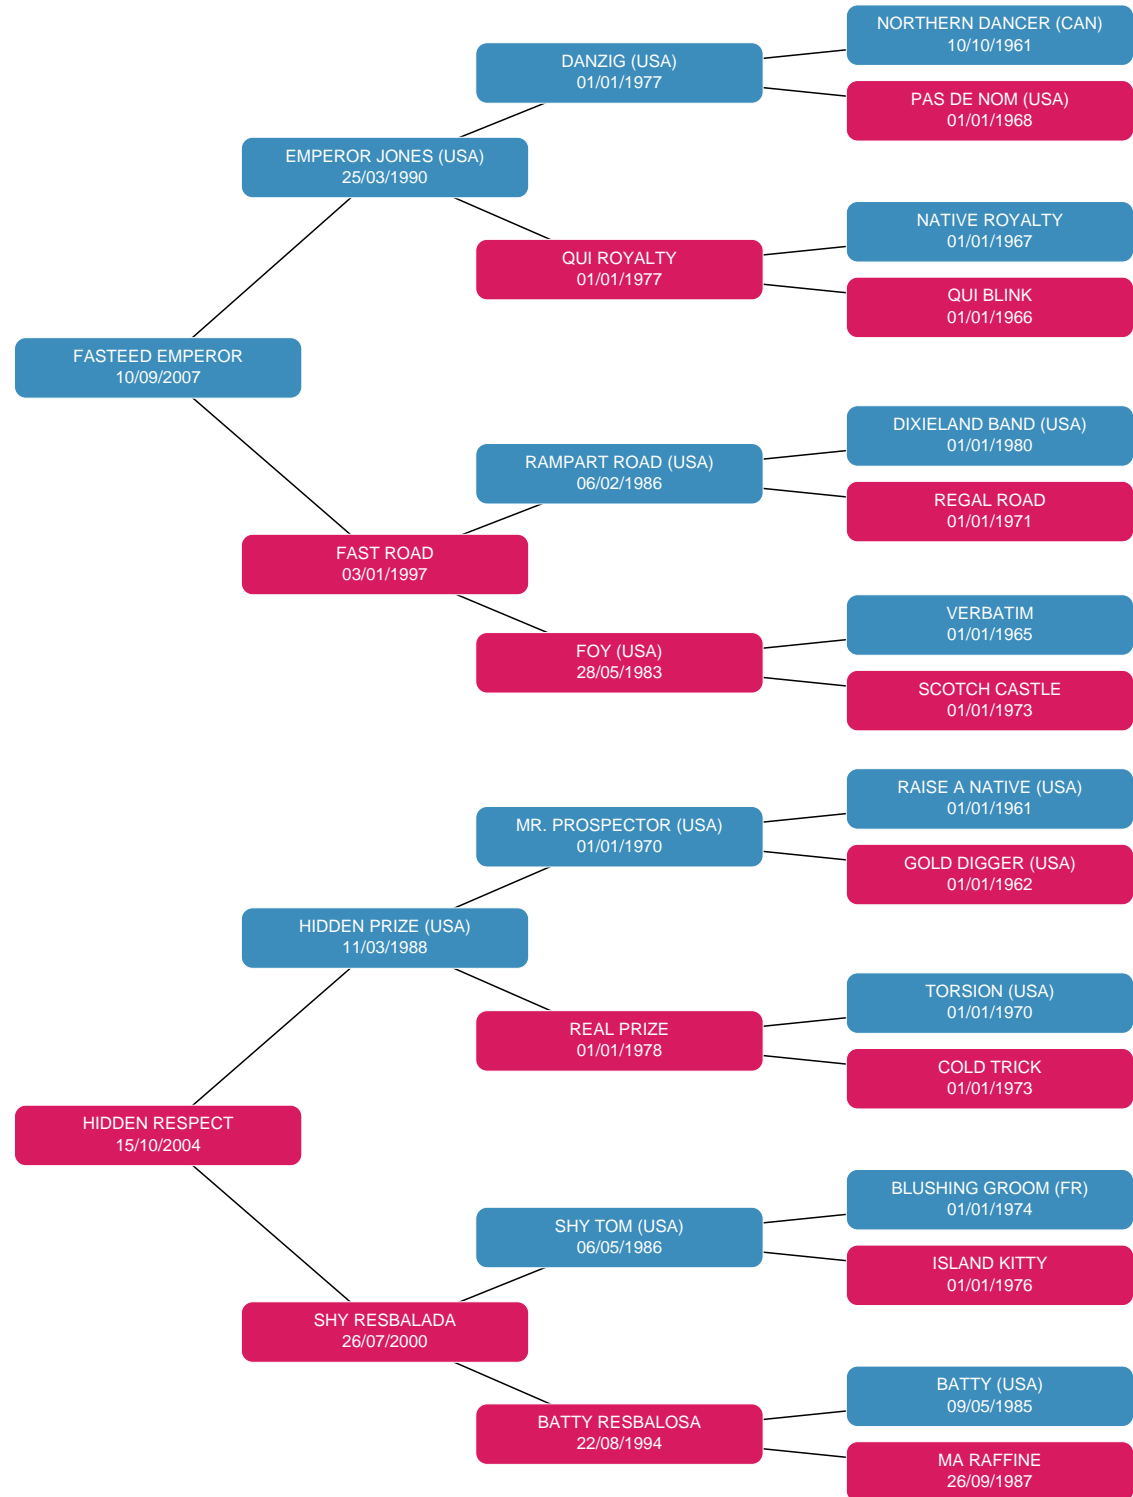 NORTHERN DANCER (CAN)
10/10/1961
DANZIG (USA)
01/01/1977
PAS DE NOM (USA)
01/01/1968
EMPEROR JONES (USA)
25/03/1990
NATIVE ROYALTY
01/01/1967
QUI ROYALTY
01/01/1977
QUI BLINK
01/01/1966
FASTEED EMPEROR
10/09/2007
DIXIELAND BAND (USA)
01/01/1980
RAMPART ROAD (USA)
06/02/1986
REGAL ROAD
01/01/1971
FAST ROAD
03/01/1997
VERBATIM
01/01/1965
FOY (USA)
28/05/1983
SCOTCH CASTLE
01/01/1973
RAISE A NATIVE (USA)
01/01/1961
MR. PROSPECTOR (USA)
01/01/1970
GOLD DIGGER (USA)
01/01/1962
HIDDEN PRIZE (USA)
11/03/1988
TORSION (USA)
01/01/1970
REAL PRIZE
01/01/1978
COLD TRICK
01/01/1973
HIDDEN RESPECT
15/10/2004
BLUSHING GROOM (FR)
01/01/1974
SHY TOM (USA)
06/05/1986
ISLAND KITTY
01/01/1976
SHY RESBALADA
26/07/2000
BATTY (USA)
09/05/1985
BATTY RESBALOSA
22/08/1994
MA RAFFINE
26/09/1987